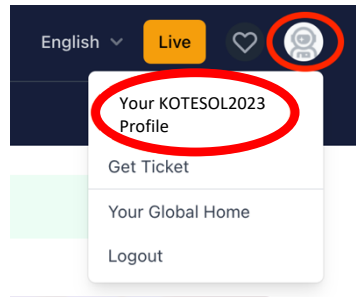 English
Live
Your KOTESOL2023
Profile
Get Ticket
Your Global Home
Logout